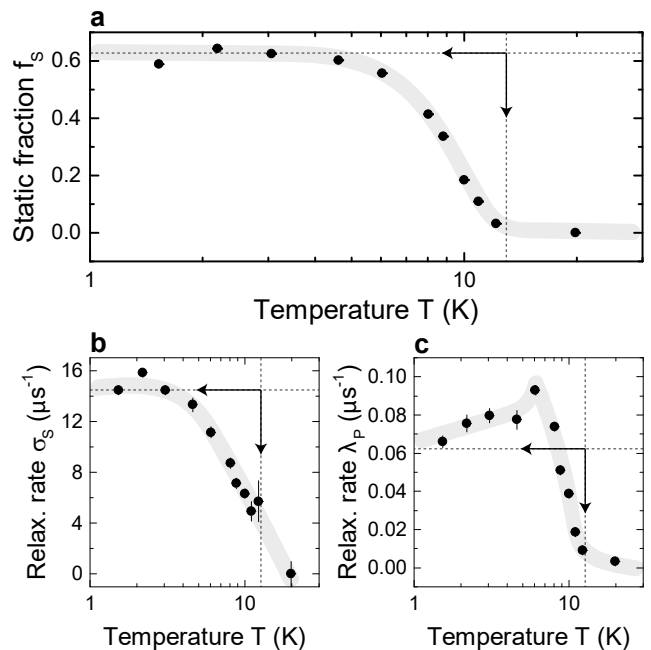 a
Static fraction f_S
0.6
0.4
0.2
0.0
1
10
Temperature T (K)
b
Relax. rate σ_S (μs⁻¹)
16
12
8
4
0
1
10
Temperature T (K)
c
Relax. rate λ_P (μs⁻¹)
0.10
0.08
0.06
0.04
0.02
0.00
1
10
Temperature T (K)